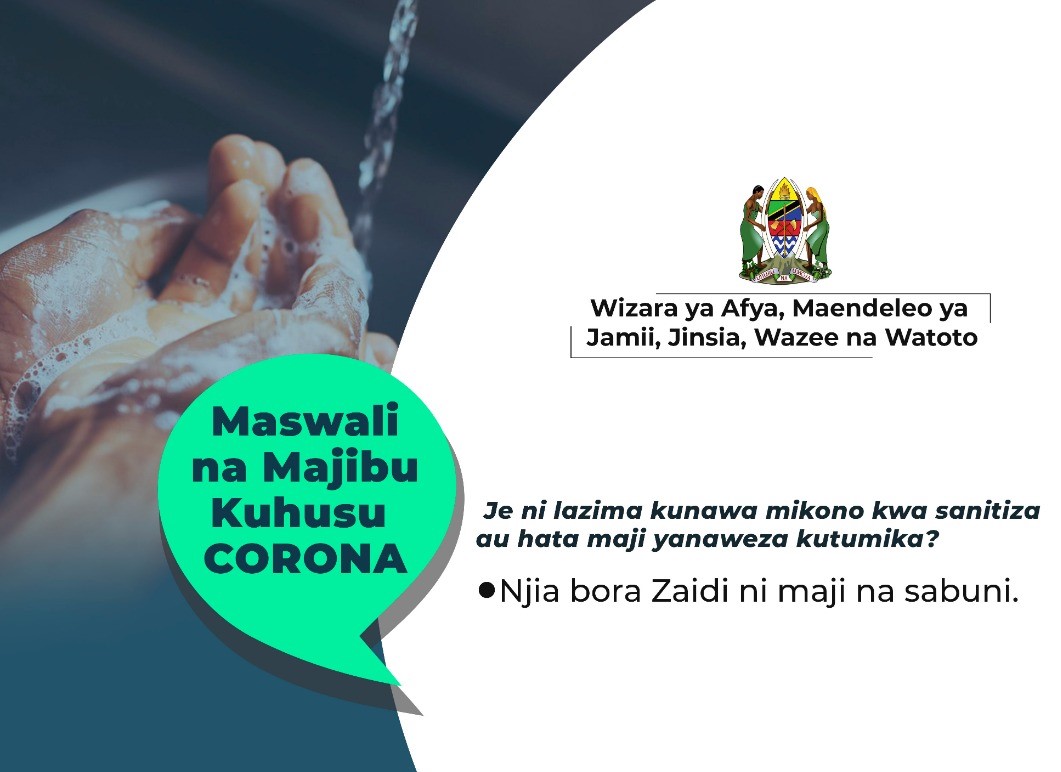 Wizara ya Afya, Maendeleo ya
Jamii, Jinsia, Wazee na Watoto
Maswali
na Majibu
Kuhusu
CORONA
Je ni lazima kunawa mikono kwa sanitiza
au hata maji yanaweza kutumika?
●Njia bora Zaidi ni maji na sabuni.